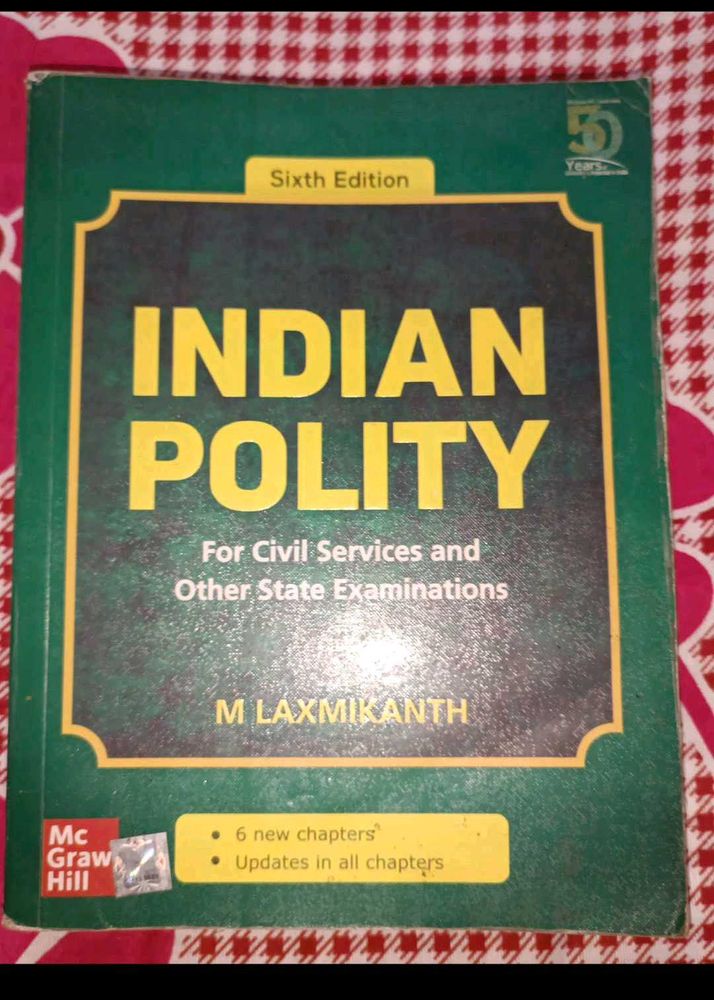 50
Years
Sixth Edition
INDIAN
POLITY
For Civil Services and
Other State Examinations
M LAXMIKANTH
Mc
Graw
Hill
• 6 new chapters
• Updates in all chapters